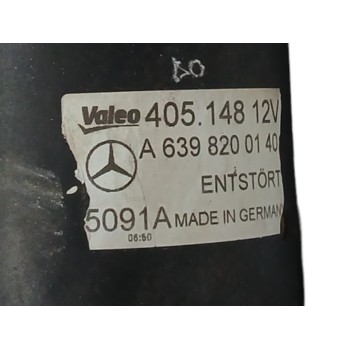 Valeo 405.148 12V
A 639 820 01 40
ENTSTÖRT
5091A MADE IN GERMANY
06:50